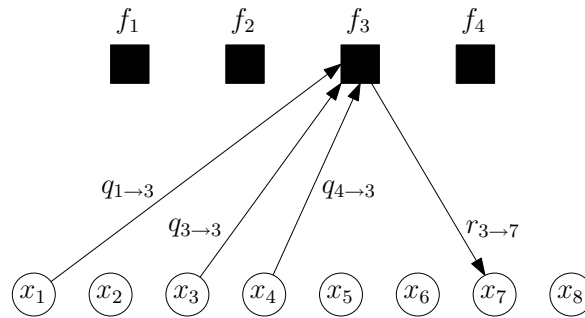 f₁ f₂ f₃ f₄
q₁→₃ q₃→₃ q₄→₃ r₃→₇
x₁ x₂ x₃ x₄ x₅ x₆ x₇ x₈